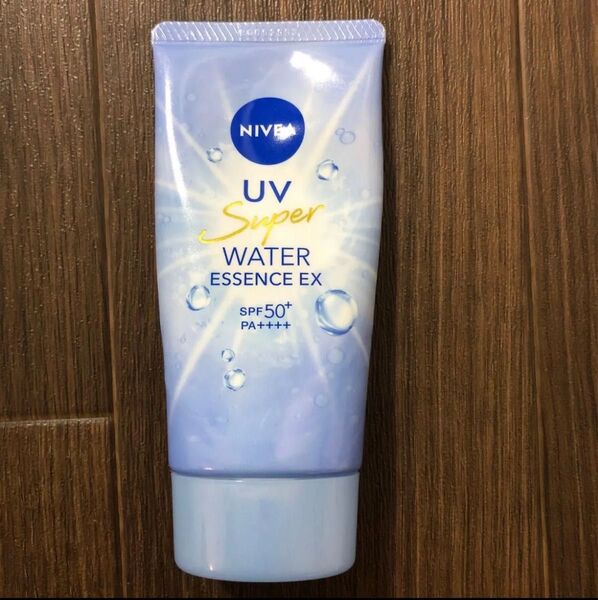 NIVEA
UV
Super
WATER
ESSENCE EX
SPF50+
PA++++